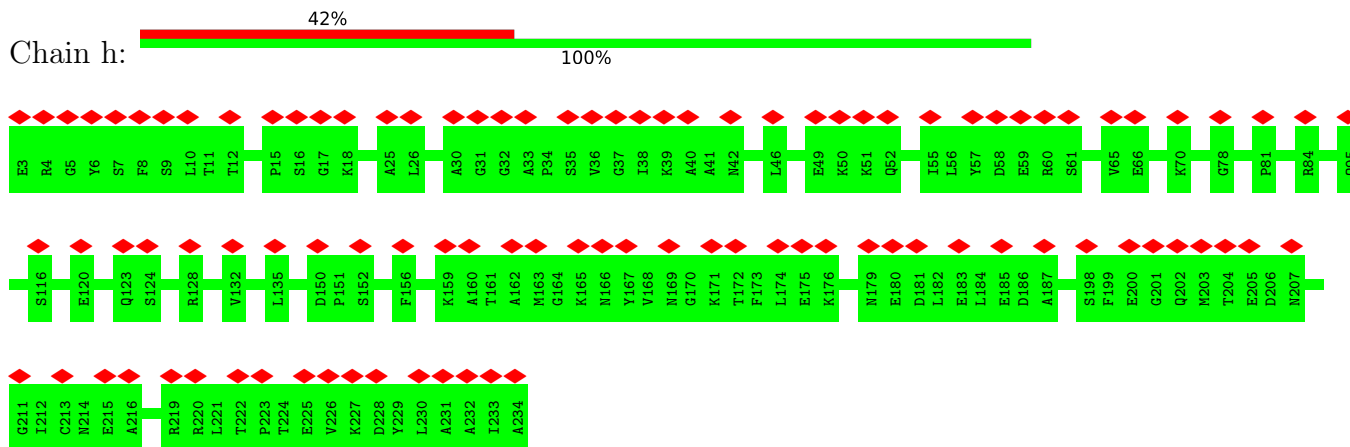 42%
Chain h:
100%
E3 R4 G5 Y6 S7 F8 S9 L10 T11 T12 P15 S16 G17 K18 A25 L26 A30 G31 G32 A33 P34 S35 V36 G37 I38 K39 A40 A41 N42 L46 E49 K50 K51 Q52 I55 L56 Y57 D58 E59 R60 S61 V65 E66 K70 G78 P81 R84
S116 E120 Q123 S124 R128 V132 L135 D150 P151 S152 F156 K159 A160 T161 A162 M163 G164 K165 N166 Y167 V168 N169 G170 K171 T172 F173 L174 E175 K176 N179 E180 D181 L182 E183 L184 E185 D186 A187 S198 F199 E200 G201 Q202 M203 T204 E205 D206 N207
G211 I212 C213 N214 E215 A216 R219 R220 L221 T222 P223 T224 E225 V226 K227 D228 Y229 L230 A231 A232 I233 A234